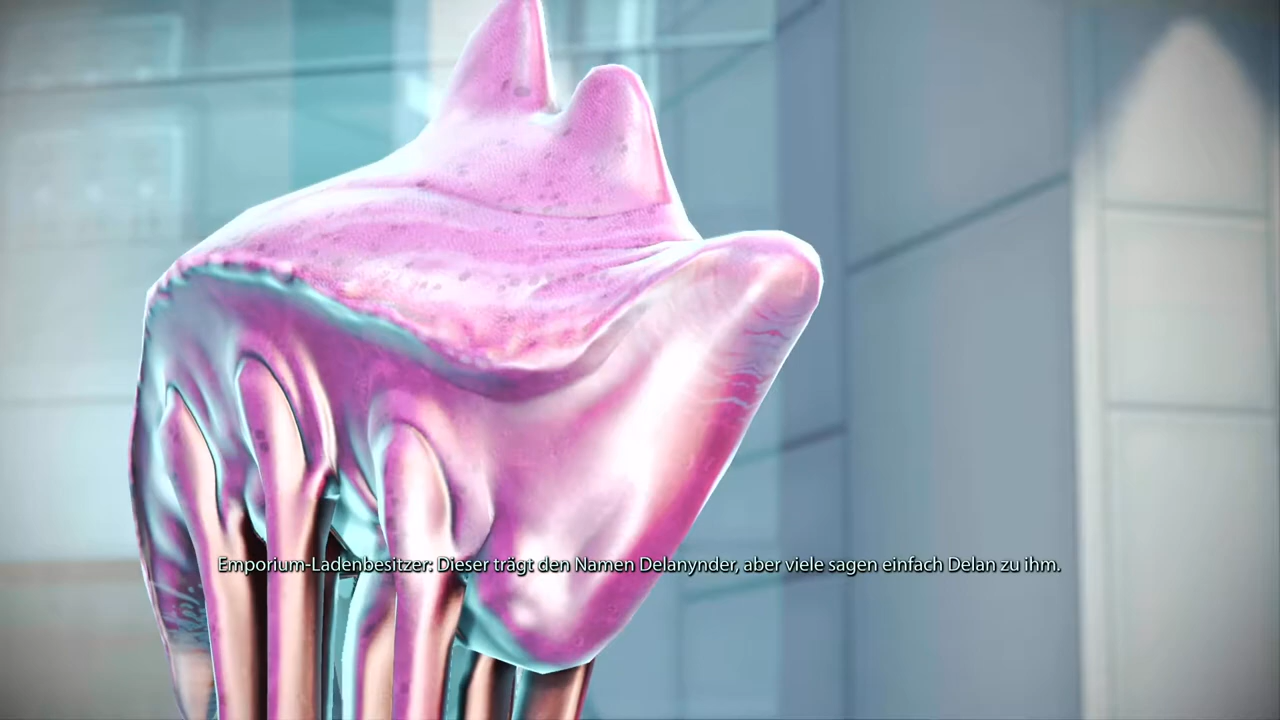 Emporium-Ladenbesitzer: Dieser trägt den Namen Delanynder, aber viele sagen einfach Delan zu ihm.